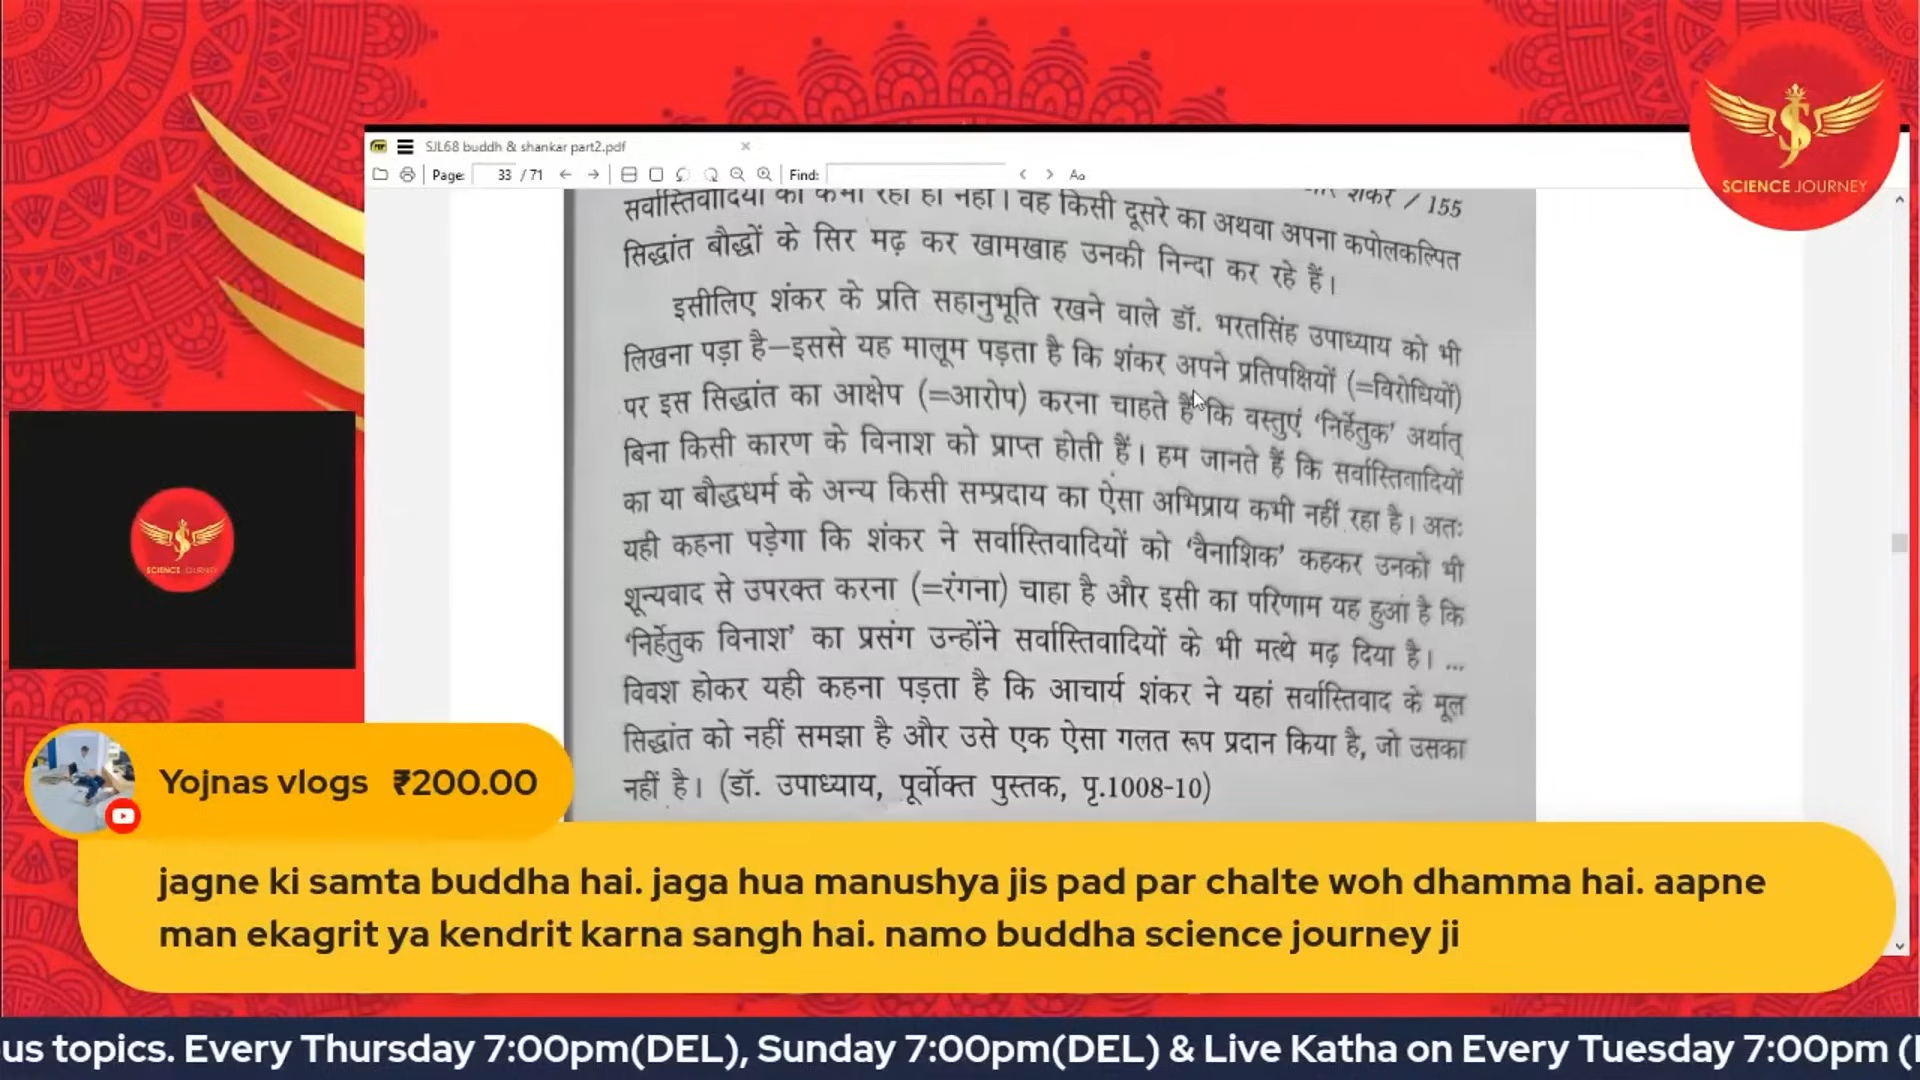 SJL68 buddh & shankar part2.pdf
Page: 33 / 71 Find: Aa
शंकर / 155
सर्वास्तिवादियों का कभी रहा ही नहीं। वह किसी दूसरे का अथवा अपना कपोलकल्पित
सिद्धांत बौद्धों के सिर मढ़ कर खामखाह उनकी निन्दा कर रहे हैं।
इसीलिए शंकर के प्रति सहानुभूति रखने वाले डॉ. भरतसिंह उपाध्याय को भी
लिखना पड़ा है—इससे यह मालूम पड़ता है कि शंकर अपने प्रतिपक्षियों (=विरोधियों)
पर इस सिद्धांत का आक्षेप (=आरोप) करना चाहते हैं कि वस्तुएं ‘निर्हेतुक’ अर्थात्
बिना किसी कारण के विनाश को प्राप्त होती हैं। हम जानते हैं कि सर्वास्तिवादियों
का या बौद्धधर्म के अन्य किसी सम्प्रदाय का ऐसा अभिप्राय कभी नहीं रहा है। अतः
यही कहना पड़ेगा कि शंकर ने सर्वास्तिवादियों को ‘वैनाशिक’ कहकर उनको भी
शून्यवाद से उपरक्त करना (=रंगना) चाहा है और इसी का परिणाम यह हुआ है कि
‘निर्हेतुक विनाश’ का प्रसंग उन्होंने सर्वास्तिवादियों के भी मत्थे मढ़ दिया है। ...
विवश होकर यही कहना पड़ता है कि आचार्य शंकर ने यहां सर्वास्तिवाद के मूल
सिद्धांत को नहीं समझा है और उसे एक ऐसा गलत रूप प्रदान किया है, जो उसका
नहीं है। (डॉ. उपाध्याय, पूर्वोक्त पुस्तक, पृ.1008-10)
SCIENCE JOURNEY
SCIENCE JOURNEY
Yojnas vlogs ₹200.00
jagne ki samta buddha hai. jaga hua manushya jis pad par chalte woh dhamma hai. aapne
man ekagrit ya kendrit karna sangh hai. namo buddha science journey ji
us topics. Every Thursday 7:00pm(DEL), Sunday 7:00pm(DEL) & Live Katha on Every Tuesday 7:00pm (